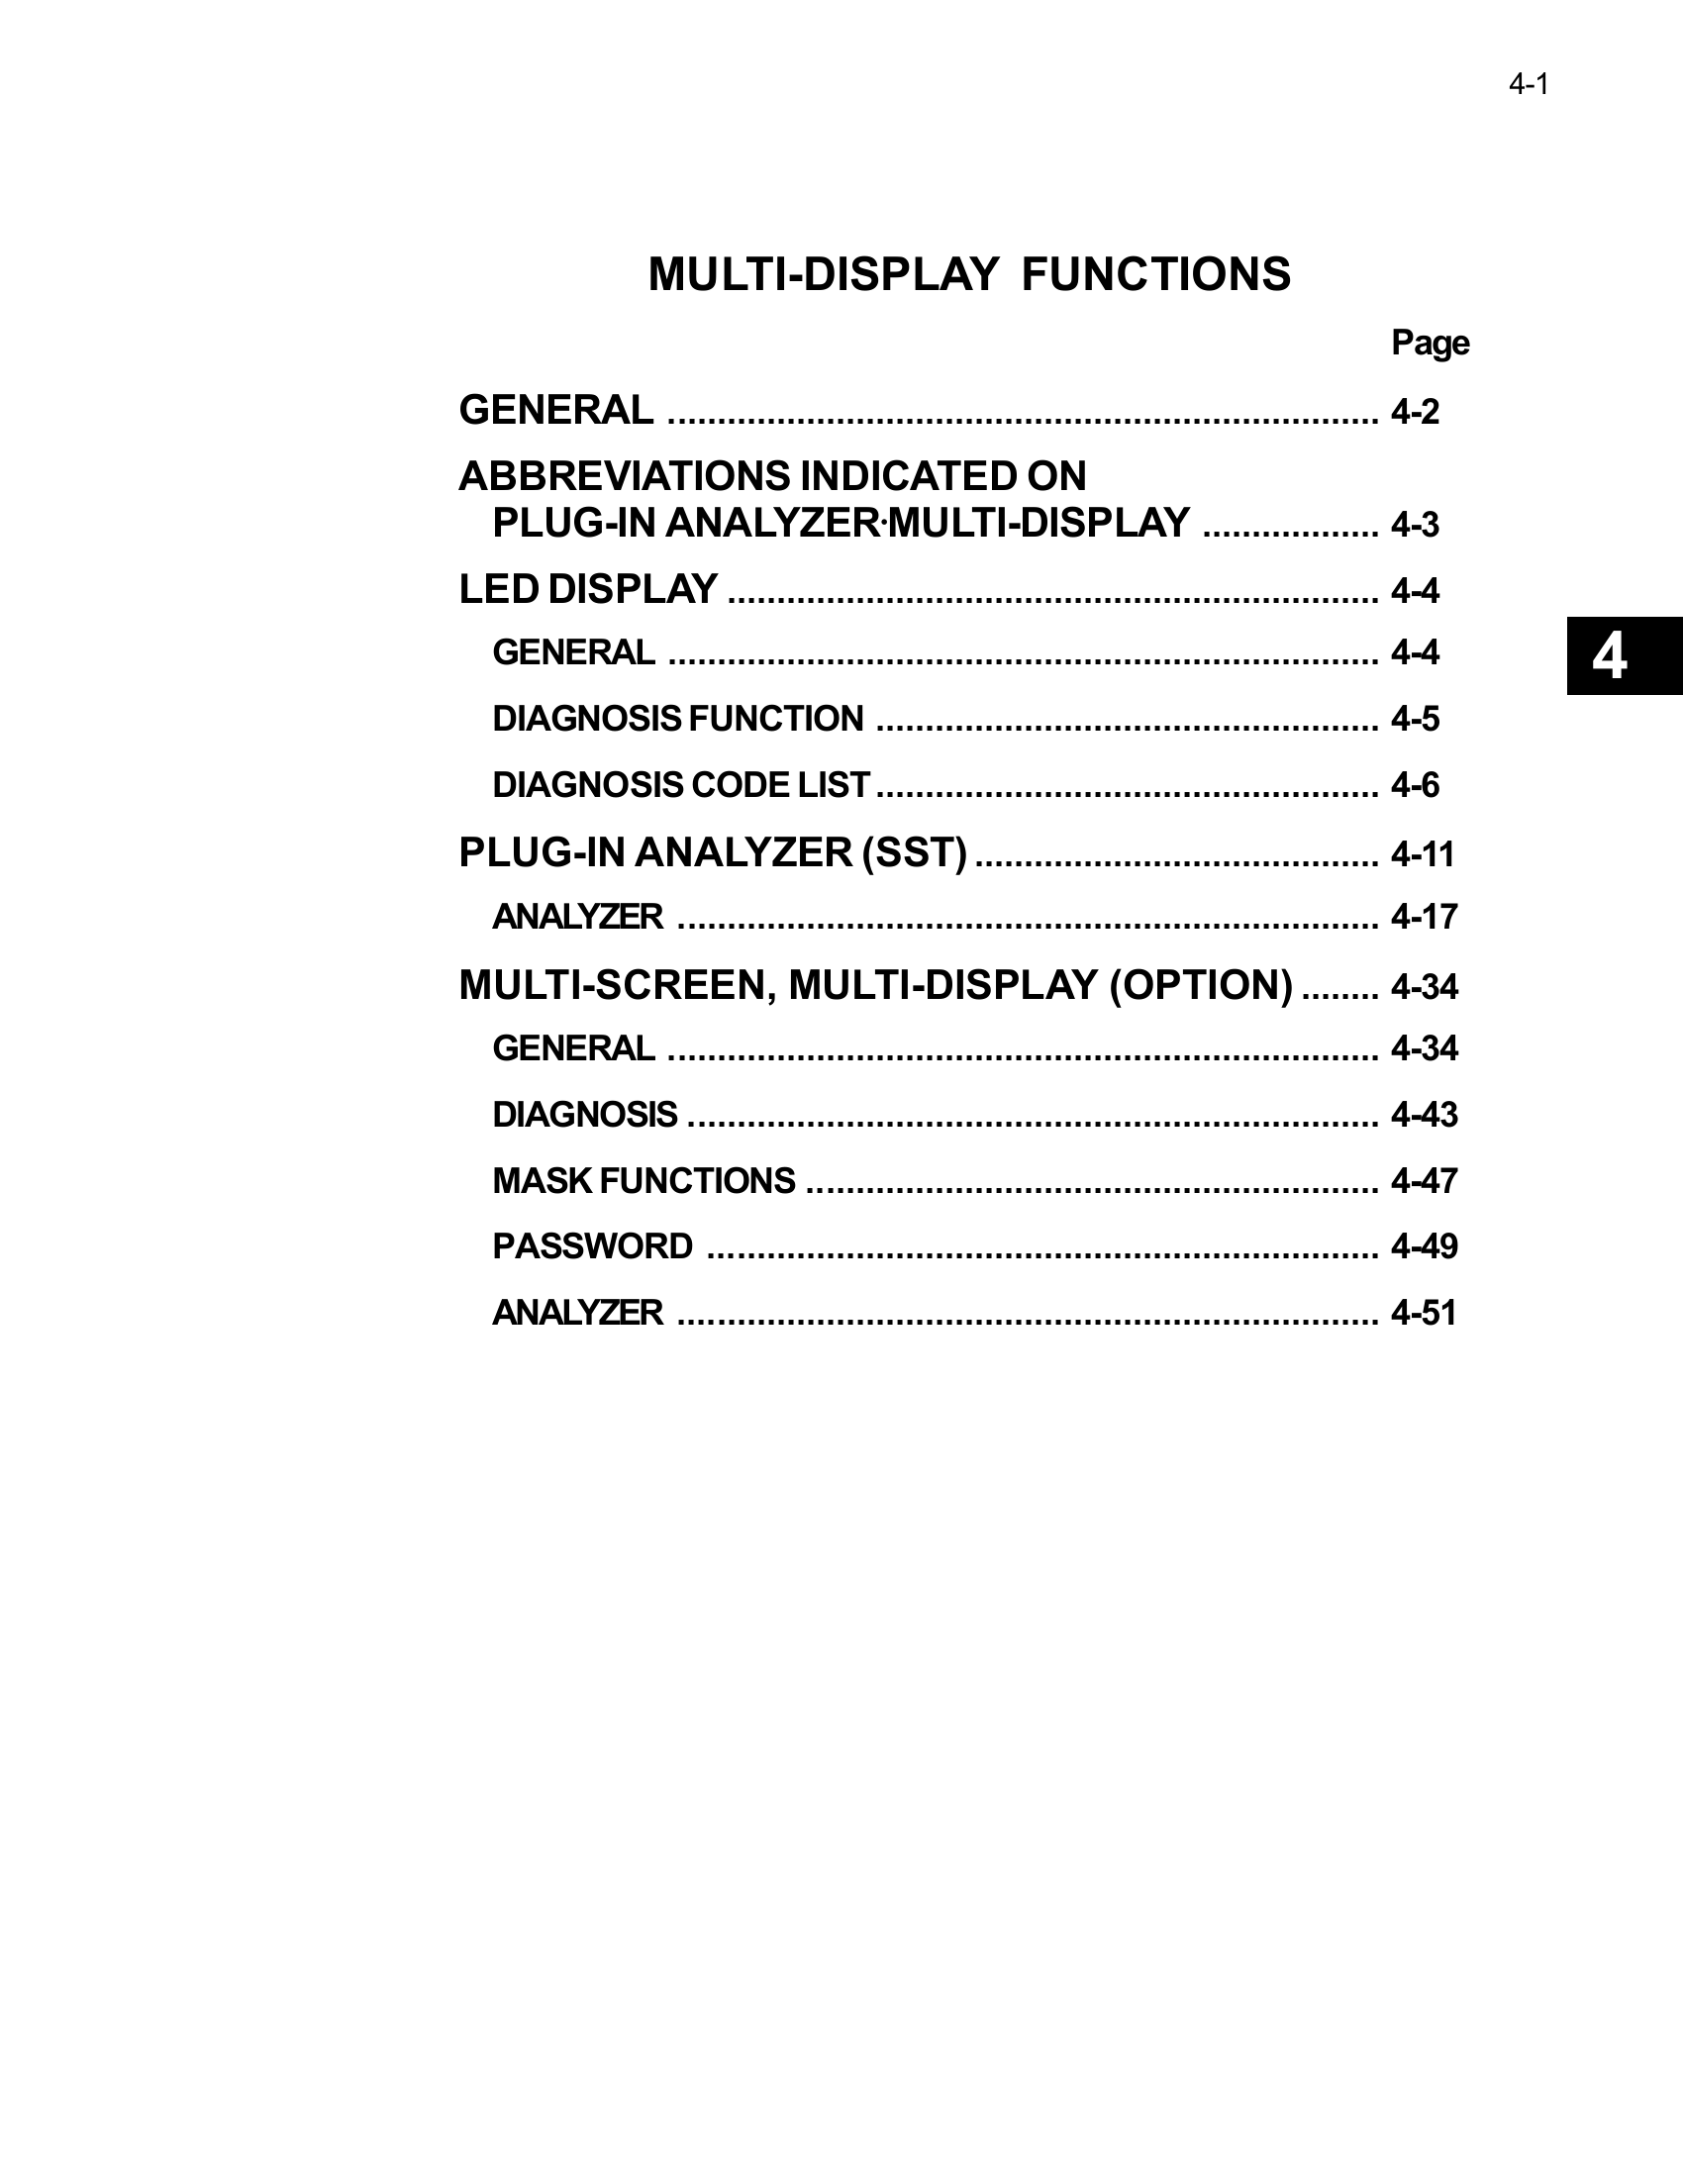 4-1
MULTI-DISPLAY FUNCTIONS
Page
GENERAL ........................................................................ 4-2
ABBREVIATIONS INDICATED ON
PLUG-IN ANALYZER·MULTI-DISPLAY .................. 4-3
LED DISPLAY .................................................................. 4-4
GENERAL ........................................................................ 4-4
4
DIAGNOSIS FUNCTION ................................................... 4-5
DIAGNOSIS CODE LIST ................................................... 4-6
PLUG-IN ANALYZER (SST) ......................................... 4-11
ANALYZER ....................................................................... 4-17
MULTI-SCREEN, MULTI-DISPLAY (OPTION) ........ 4-34
GENERAL ........................................................................ 4-34
DIAGNOSIS ...................................................................... 4-43
MASK FUNCTIONS .......................................................... 4-47
PASSWORD .................................................................... 4-49
ANALYZER ....................................................................... 4-51